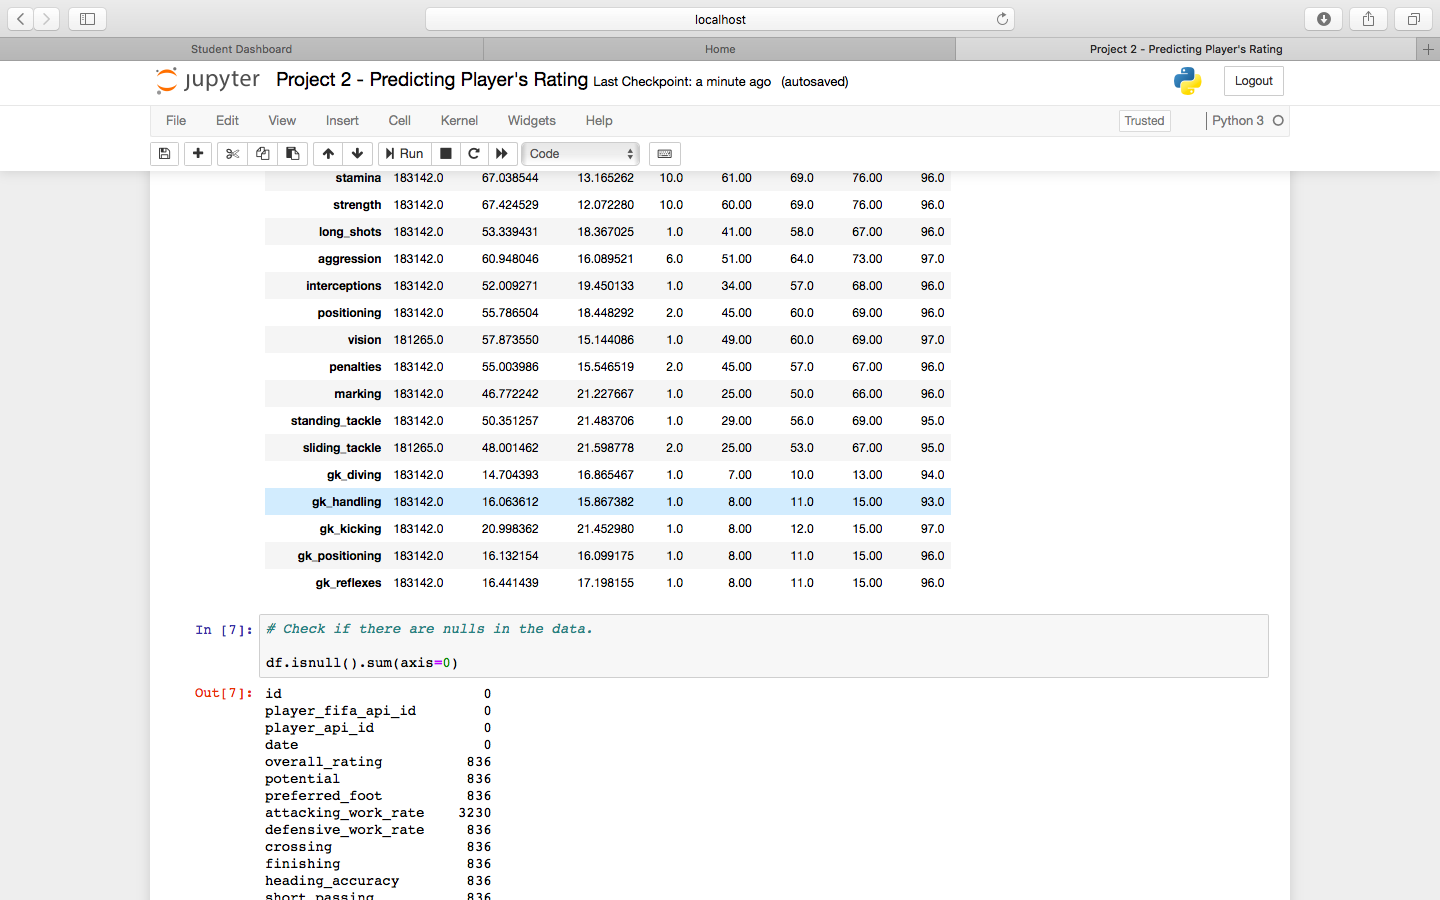 localhost
Student Dashboard Home Project 2 - Predicting Player's Rating
jupyter Project 2 - Predicting Player's Rating Last Checkpoint: a minute ago (autosaved) Logout
File Edit View Insert Cell Kernel Widgets Help Trusted Python 3
Run Code
stamina 183142.0 67.038544 13.165262 10.0 61.00 69.0 76.00 96.0
strength 183142.0 67.424529 12.072280 10.0 60.00 69.0 76.00 96.0
long_shots 183142.0 53.339431 18.367025 1.0 41.00 58.0 67.00 96.0
aggression 183142.0 60.948046 16.089521 6.0 51.00 64.0 73.00 97.0
interceptions 183142.0 52.009271 19.450133 1.0 34.00 57.0 68.00 96.0
positioning 183142.0 55.786504 18.448292 2.0 45.00 60.0 69.00 96.0
vision 181265.0 57.873550 15.144086 1.0 49.00 60.0 69.00 97.0
penalties 183142.0 55.003986 15.546519 2.0 45.00 57.0 67.00 96.0
marking 183142.0 46.772242 21.227667 1.0 25.00 50.0 66.00 96.0
standing_tackle 183142.0 50.351257 21.483706 1.0 29.00 56.0 69.00 95.0
sliding_tackle 181265.0 48.001462 21.598778 2.0 25.00 53.0 67.00 95.0
gk_diving 183142.0 14.704393 16.865467 1.0 7.00 10.0 13.00 94.0
gk_handling 183142.0 16.063612 15.867382 1.0 8.00 11.0 15.00 93.0
gk_kicking 183142.0 20.998362 21.452980 1.0 8.00 12.0 15.00 97.0
gk_positioning 183142.0 16.132154 16.099175 1.0 8.00 11.0 15.00 96.0
gk_reflexes 183142.0 16.441439 17.198155 1.0 8.00 11.0 15.00 96.0
In [7]: # Check if there are nulls in the data.
df.isnull().sum(axis=0)
Out[7]: id 0
player_fifa_api_id 0
player_api_id 0
date 0
overall_rating 836
potential 836
preferred_foot 836
attacking_work_rate 3230
defensive_work_rate 836
crossing 836
finishing 836
heading_accuracy 836
short_passing 836